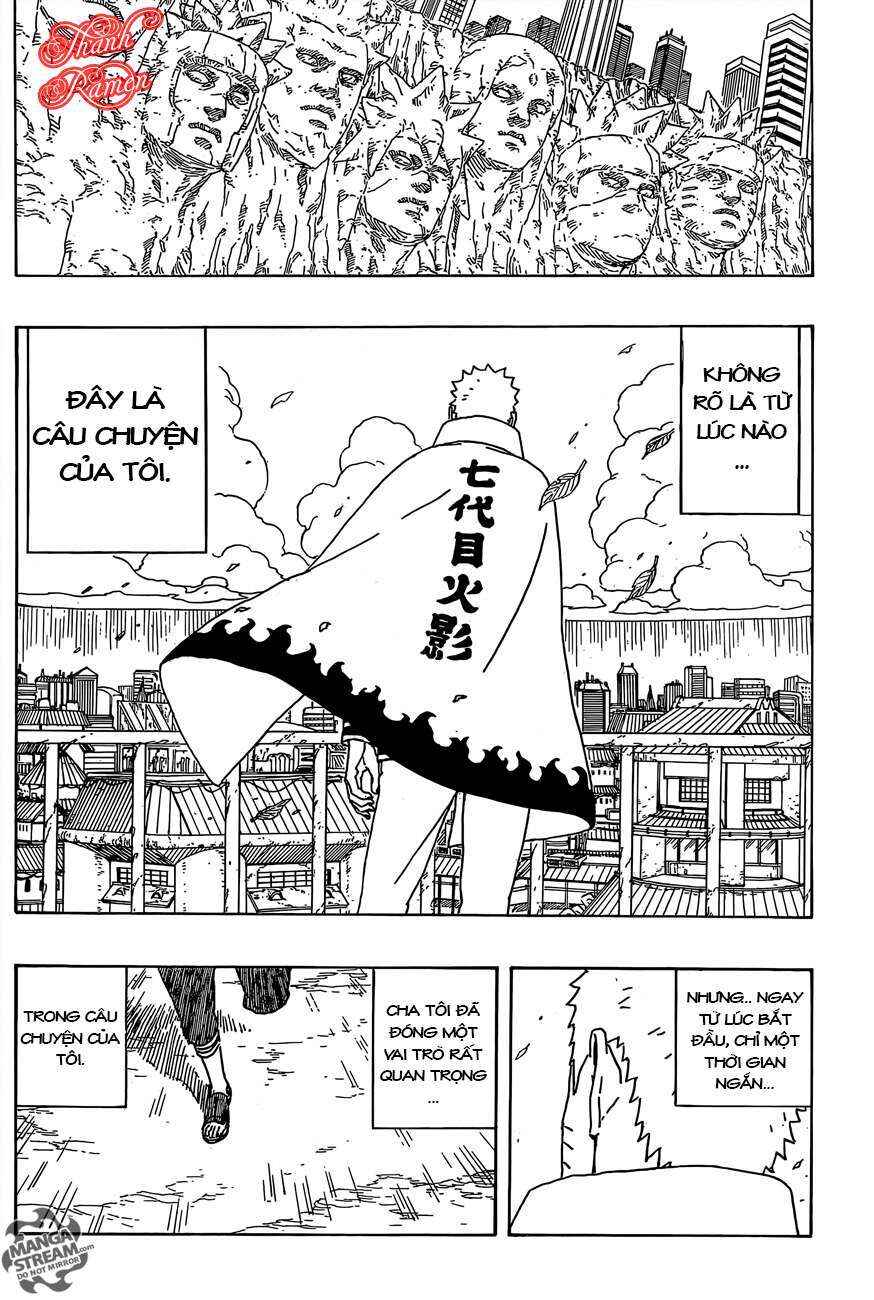 Thánh
Ramen
KHÔNG
RÕ LÀ TỪ
LÚC NÀO
...
ĐÂY LÀ
CÂU CHUYỆN
CỦA TÔI.
七代目火影
NHƯNG.. NGAY
TỪ LÚC BẮT
ĐẦU, CHỈ MỘT
THỜI GIAN
NGẮN...
CHA TÔI ĐÃ
ĐÓNG MỘT
VAI TRÒ RẤT
QUAN TRỌNG
...
TRONG CÂU
CHUYỆN CỦA
TÔI.
MANGA
STREAM.com
DO NOT MIRROR